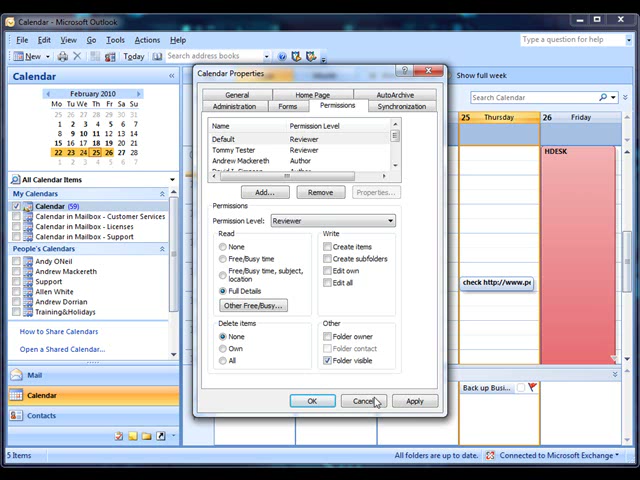 Calendar - Microsoft Outlook
File Edit View Go Tools Actions Help
Type a question for help
New Today Search address books
Calendar
Show full week
February 2010
Mo Tu We Th Fr Sa Su
25 26 27 28 29 30 31
1 2 3 4 5 6 7
8 9 10 11 12 13 14
15 16 17 18 19 20 21
22 23 24 25 26 27 28
All Calendar Items
My Calendars
Calendar (59)
Calendar in Mailbox - Customer Services
Calendar in Mailbox - Licenses
Calendar in Mailbox - Support
People's Calendars
Andy ONeil
Andrew Mackereth
Support
Allen White
Andrew Dorrian
Training&Holidays
How to Share Calendars
Open a Shared Calendar...
Mail
Calendar
Contacts
5 Items
Calendar Properties
General Home Page AutoArchive
Administration Forms Permissions Synchronization
Name Permission Level
Default Reviewer
Tommy Tester Reviewer
Andrew Mackereth Author
Add... Remove Properties...
Permissions
Permission Level: Reviewer
Read
None
Free/Busy time
Free/Busy time, subject,
location
Full Details
Other Free/Busy...
Write
Create items
Create subfolders
Edit own
Edit all
Delete items
None
Own
All
Other
Folder owner
Folder contact
Folder visible
OK Cancel Apply
Search Calendar
25 Thursday 26 Friday
HDESK
check http://www.pe
Back up Busi...
All folders are up to date. Connected to Microsoft Exchange